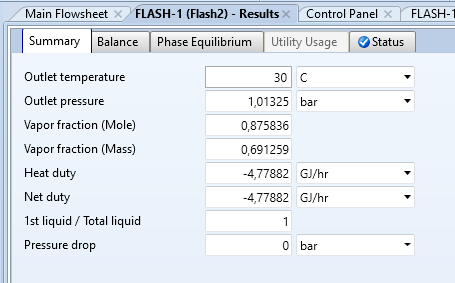 Main Flowsheet × FLASH-1 (Flash2) - Results × Control Panel × FLASH-1
Summary Balance Phase Equilibrium Utility Usage Status
Outlet temperature 30 C
Outlet pressure 1,01325 bar
Vapor fraction (Mole) 0,875836
Vapor fraction (Mass) 0,691259
Heat duty -4,77882 GJ/hr
Net duty -4,77882 GJ/hr
1st liquid / Total liquid 1
Pressure drop 0 bar